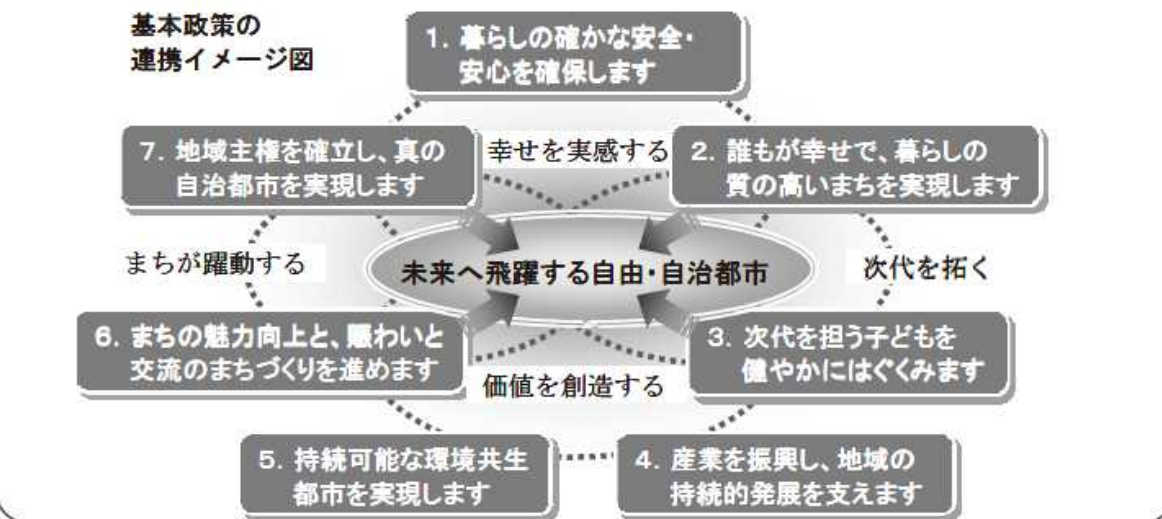 基本政策の
連携イメージ図
1. 暮らしの確かな安全・
安心を確保します
7. 地域主権を確立し、真の
自治都市を実現します
幸せを実感する
2. 誰もが幸せで、暮らしの
質の高いまちを実現します
まちが躍動する
未来へ飛躍する自由・自治都市
次代を拓く
6. まちの魅力向上と、賑わいと
交流のまちづくりを進めます
3. 次代を担う子どもを
健やかにはぐくみます
価値を創造する
5. 持続可能な環境共生
都市を実現します
4. 産業を振興し、地域の
持続的発展を支えます